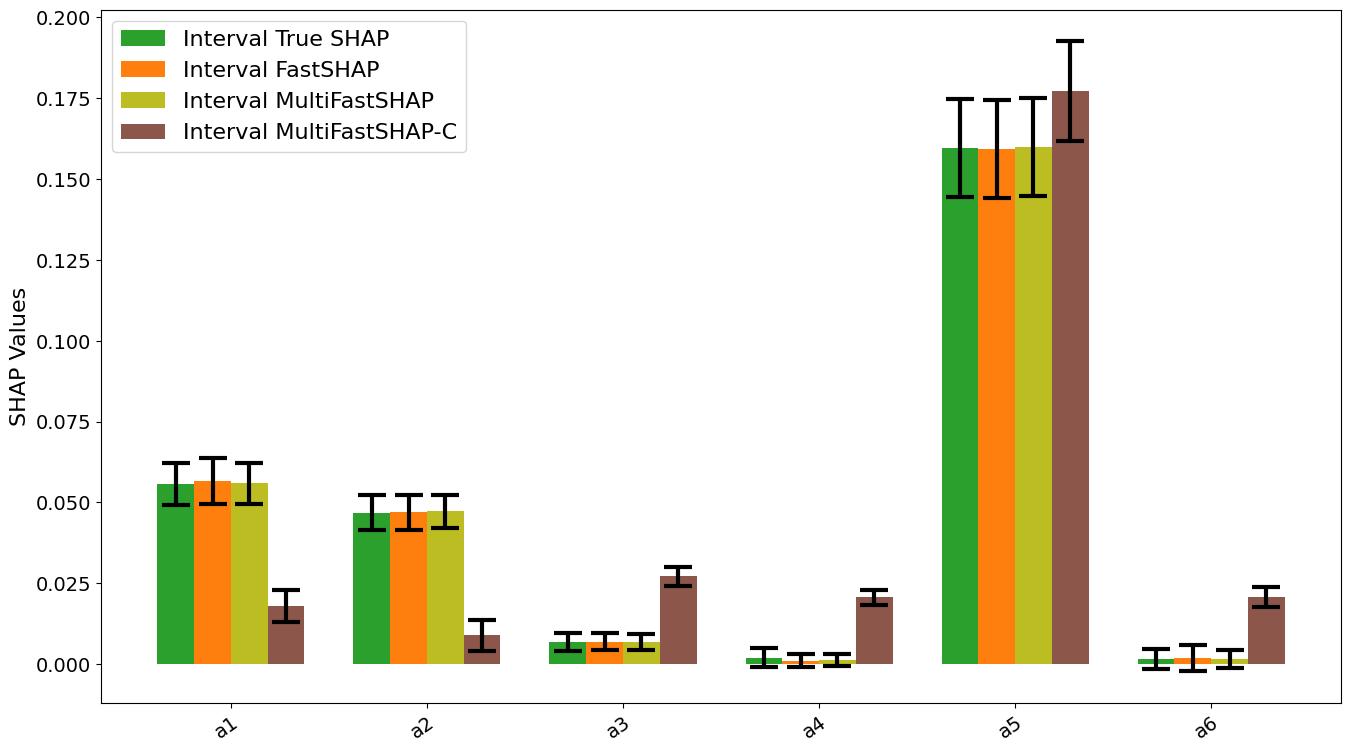 0.200
0.175
0.150
0.125
0.100
0.075
0.050
0.025
0.000
SHAP Values
Interval True SHAP
Interval FastSHAP
Interval MultiFastSHAP
Interval MultiFastSHAP-C
a1
a2
a3
a4
a5
a6